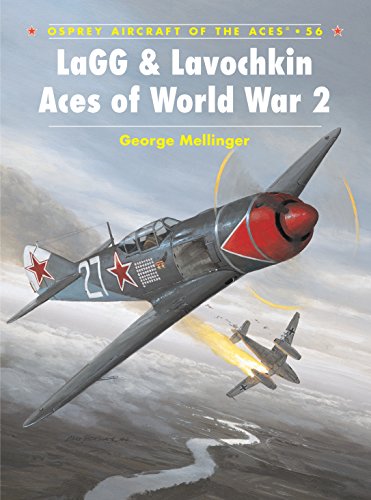 OSPREY AIRCRAFT OF THE ACES® • 56
LaGG & Lavochkin
Aces of World War 2
George Mellinger
27